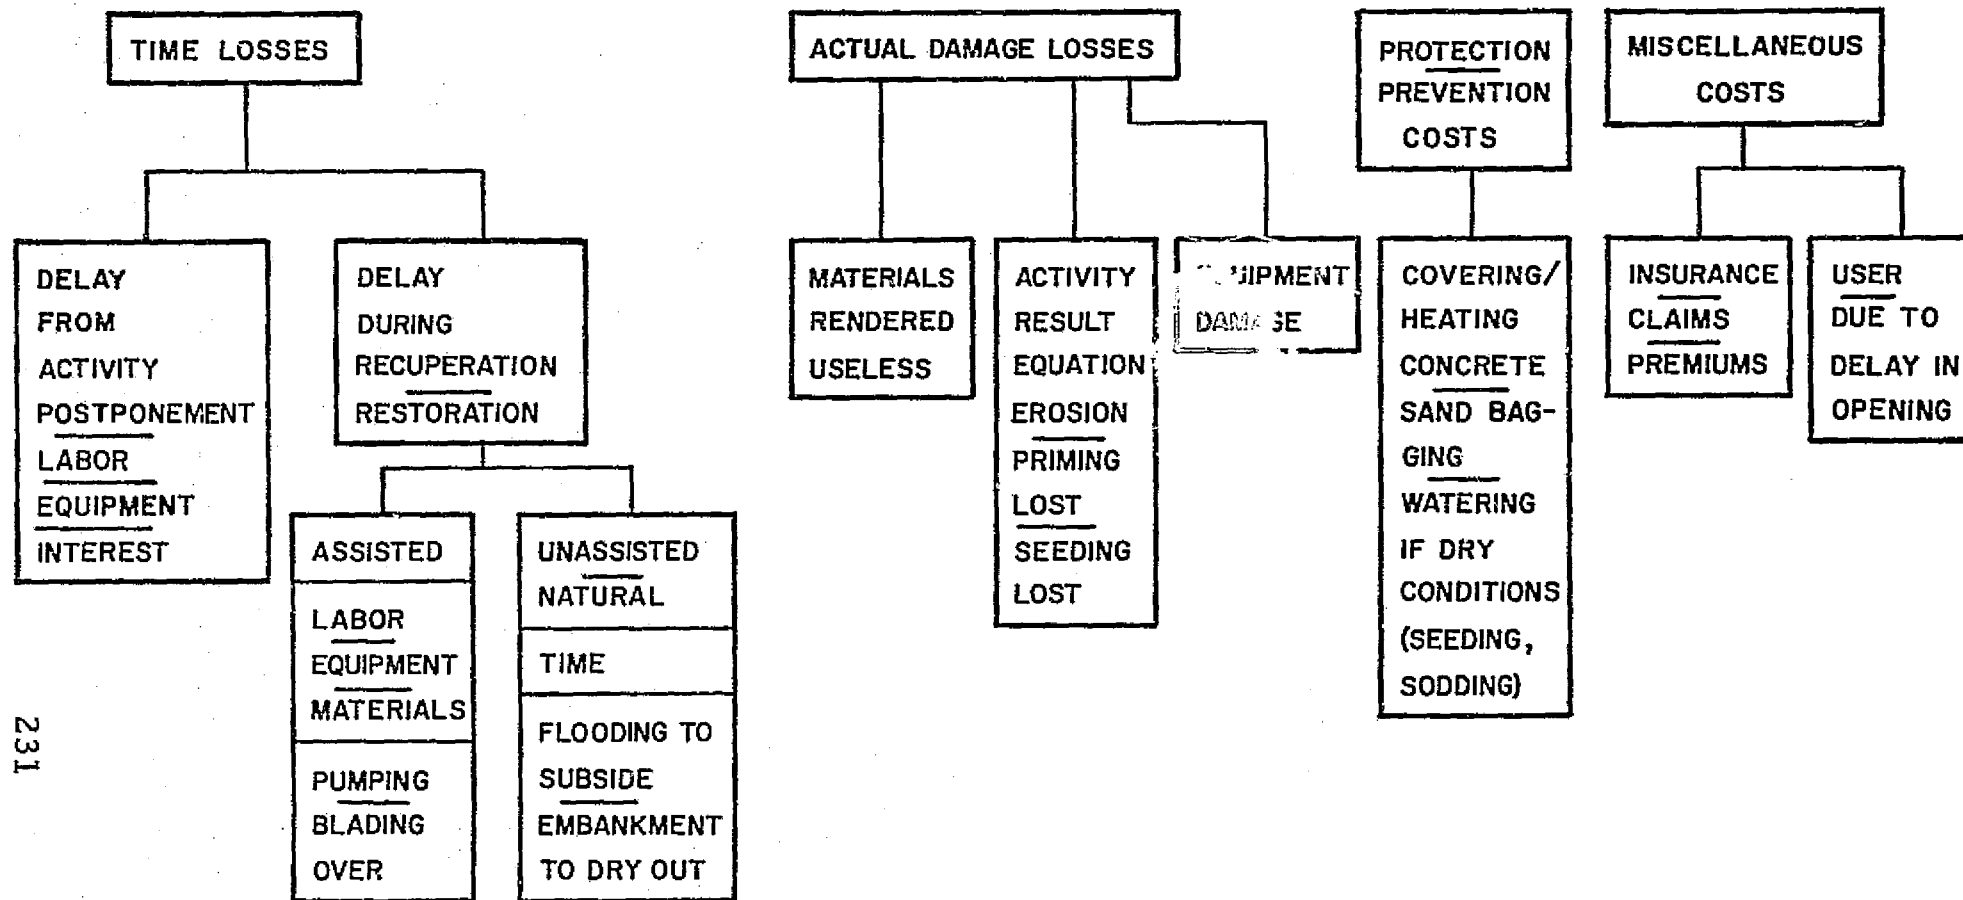 TIME LOSSES
DELAY
FROM
ACTIVITY
POSTPONEMENT
LABOR
EQUIPMENT
INTEREST
DELAY
DURING
RECUPERATION
RESTORATION
ASSISTED
LABOR
EQUIPMENT
MATERIALS
PUMPING
BLADING
OVER
UNASSISTED
NATURAL
TIME
FLOODING TO
SUBSIDE
EMBANKMENT
TO DRY OUT
ACTUAL DAMAGE LOSSES
MATERIALS
RENDERED
USELESS
ACTIVITY
RESULT
EQUATION
EROSION
PRIMING
LOST
SEEDING
LOST
EQUIPMENT
DAMAGE
PROTECTION
PREVENTION
COSTS
COVERING/
HEATING
CONCRETE
SAND BAG-
GING
WATERING
IF DRY
CONDITIONS
(SEEDING,
SODDING)
MISCELLANEOUS
COSTS
INSURANCE
CLAIMS
PREMIUMS
USER
DUE TO
DELAY IN
OPENING
231